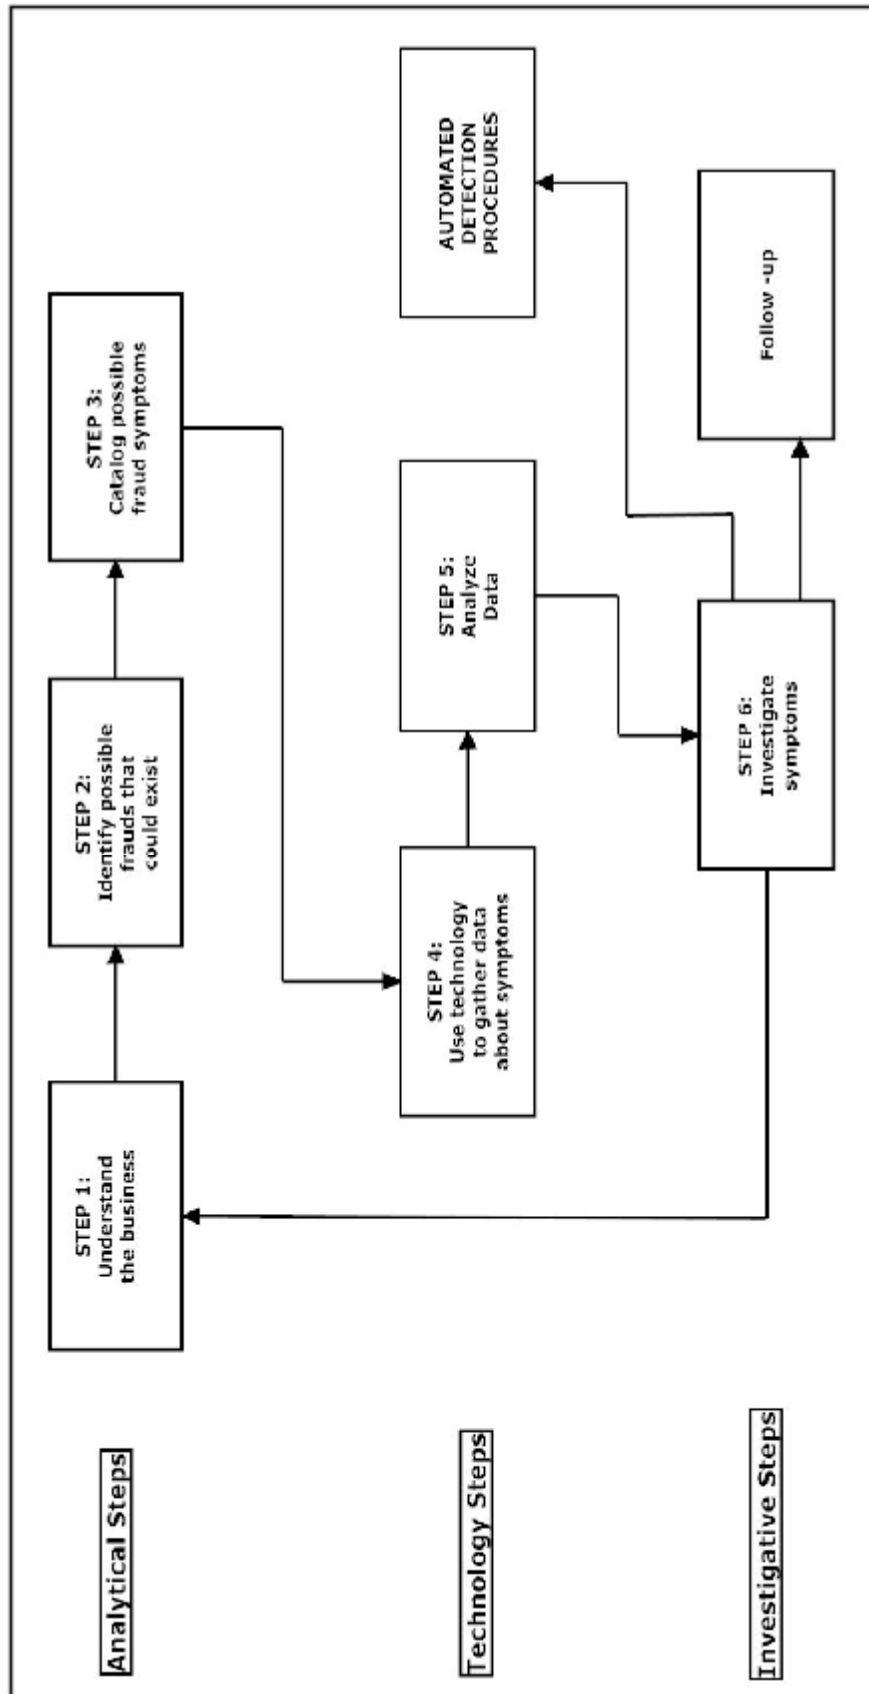 Analytical Steps
STEP 1:
Understand
the business
STEP 2:
Identify possible
frauds that
could exist
STEP 3:
Catalog possible
fraud symptoms
Technology Steps
STEP 4:
Use technology
to gather data
about symptoms
STEP 5:
Analyze
Data
AUTOMATED
DETECTION
PROCEDURES
Investigative Steps
STEP 6:
Investigate
symptoms
Follow -up